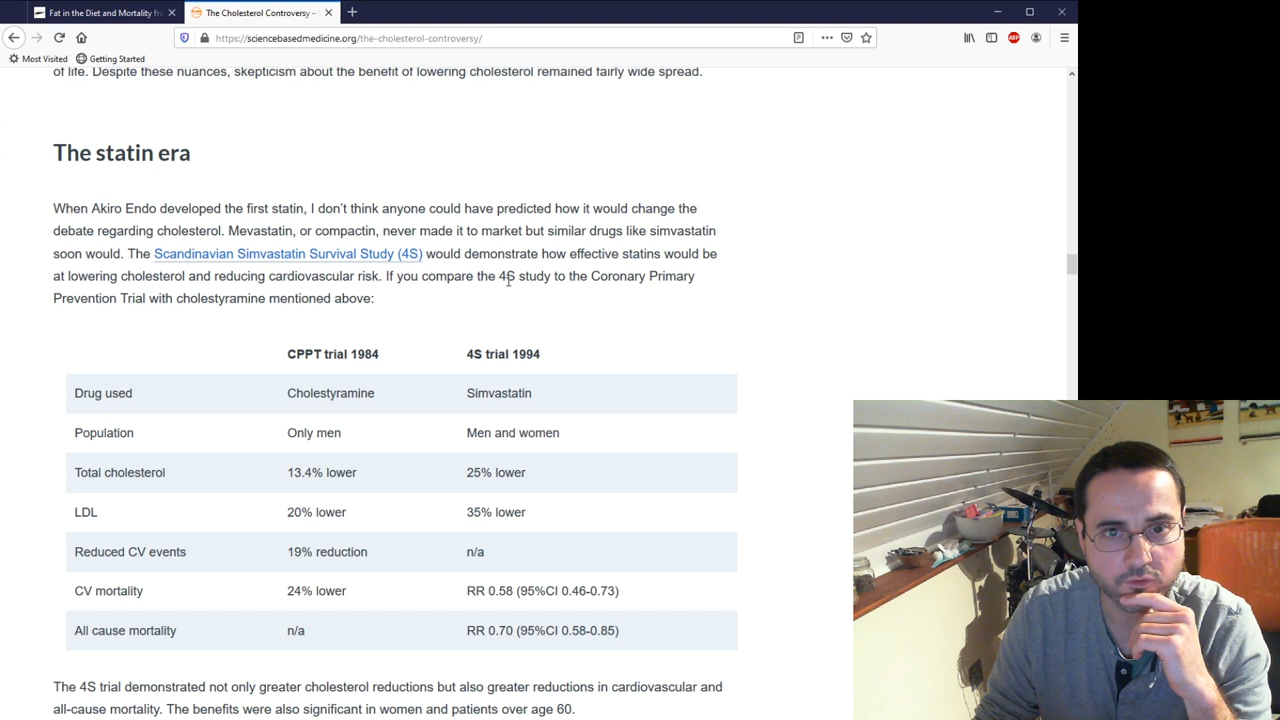 Fat in the Diet and Mortality fro
The Cholesterol Controversy
https://sciencebasedmedicine.org/the-cholesterol-controversy/
ABP
Most Visited
Getting Started
of life. Despite these nuances, skepticism about the benefit of lowering cholesterol remained fairly wide spread.
The statin era
When Akiro Endo developed the first statin, I don't think anyone could have predicted how it would change the
debate regarding cholesterol. Mevastatin, or compactin, never made it to market but similar drugs like simvastatin
soon would. The Scandinavian Simvastatin Survival Study (4S) would demonstrate how effective statins would be
at lowering cholesterol and reducing cardiovascular risk. If you compare the 4S study to the Coronary Primary
Prevention Trial with cholestyramine mentioned above:
CPPT trial 1984 4S trial 1994
Drug used Cholestyramine Simvastatin
Population Only men Men and women
Total cholesterol 13.4% lower 25% lower
LDL 20% lower 35% lower
Reduced CV events 19% reduction n/a
CV mortality 24% lower RR 0.58 (95%CI 0.46-0.73)
All cause mortality n/a RR 0.70 (95%CI 0.58-0.85)
The 4S trial demonstrated not only greater cholesterol reductions but also greater reductions in cardiovascular and
all-cause mortality. The benefits were also significant in women and patients over age 60.